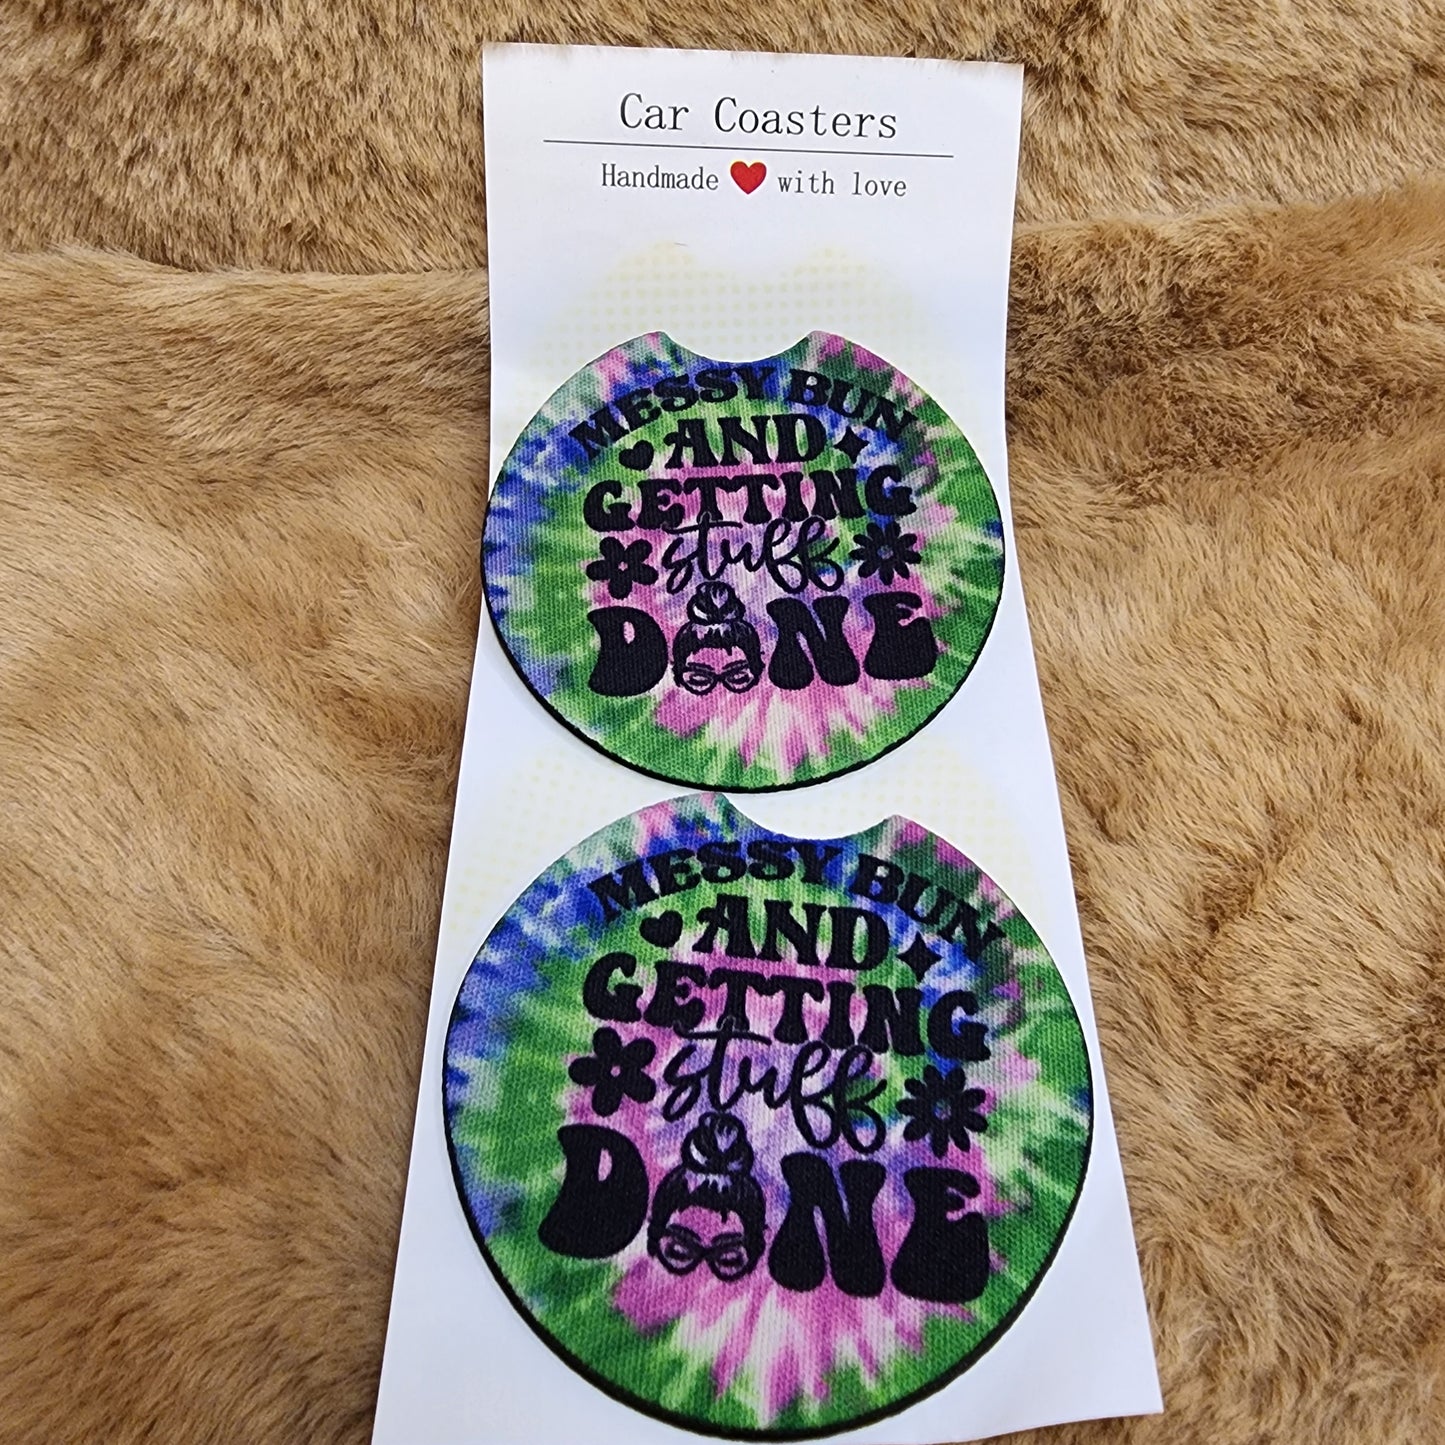 Car Coasters
Handmade ❤ with love
MESSY BUN
AND
GETTING
stuff
DONE
MESSY BUN
AND
GETTING
stuff
DONE